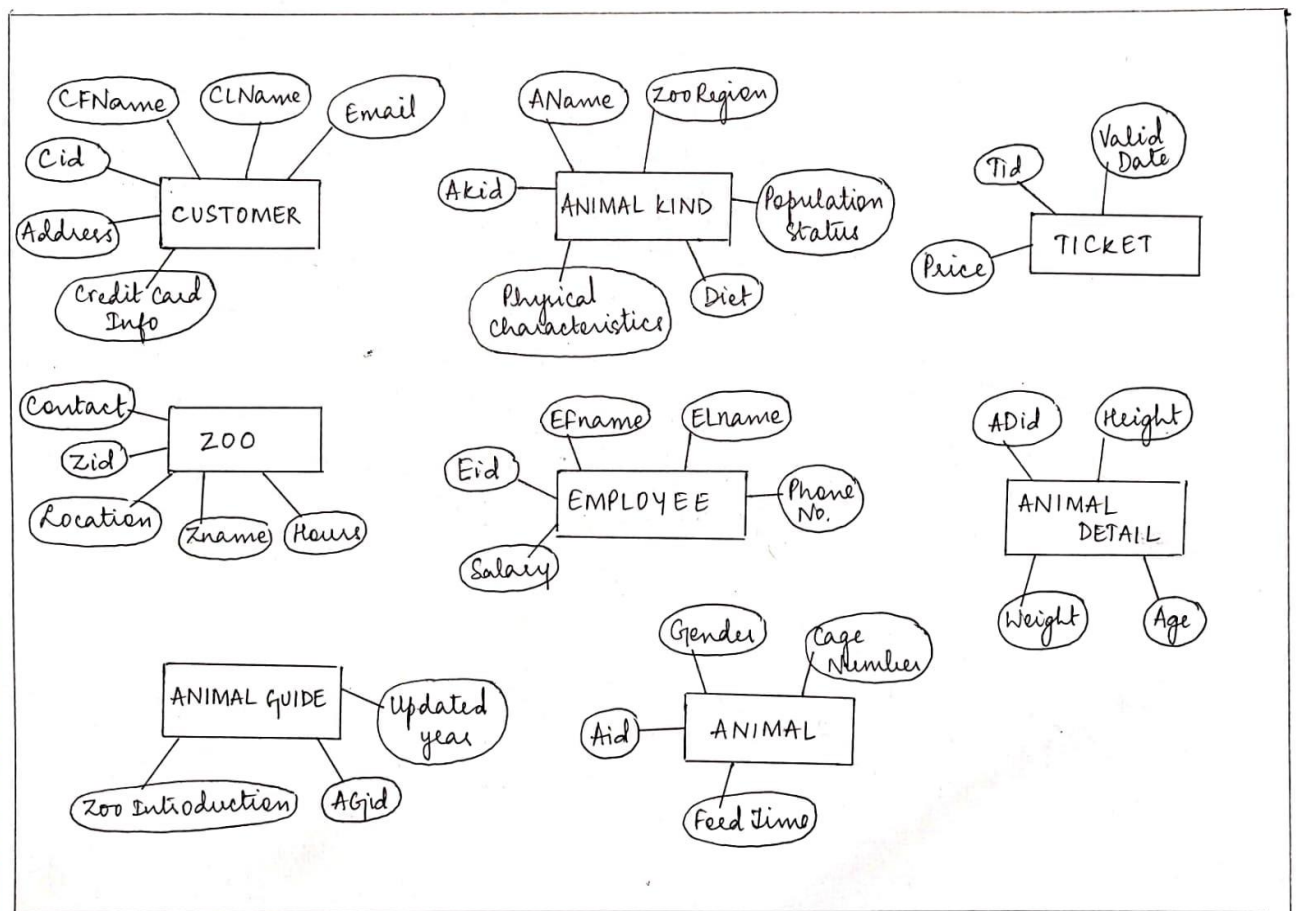 CFName
CLName
Email
Cid
CUSTOMER
Address
Credit Card
Info
AName
Zoo Region
Akid
ANIMAL KIND
Population
Status
Physical
Characteristics
Diet
Tid
Valid
Date
TICKET
Price
Contact
ZOO
Zid
Location
Zname
Hours
EFname
ELname
Eid
EMPLOYEE
Phone
No.
Salary
ADid
Height
ANIMAL
DETAIL
Weight
Age
ANIMAL GUIDE
Updated
year
Zoo Introduction
AGid
Gender
Cage
Number
Aid
ANIMAL
Feed Time